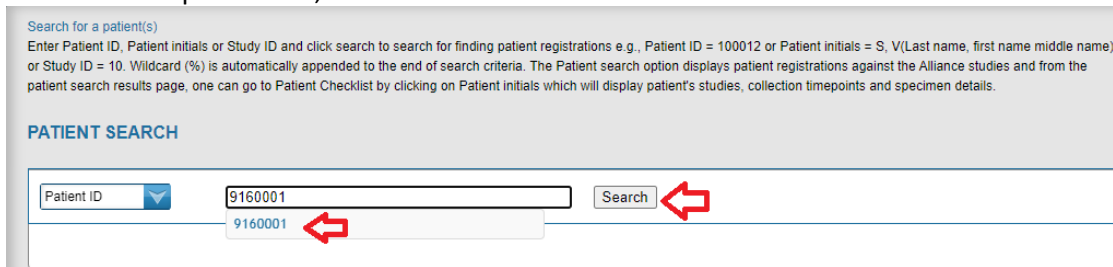 Search for a patient(s)
Enter Patient ID, Patient initials or Study ID and click search to search for finding patient registrations e.g., Patient ID = 100012 or Patient initials = S, V(Last name, first name middle name)
or Study ID = 10. Wildcard (%) is automatically appended to the end of search criteria. The Patient search option displays patient registrations against the Alliance studies and from the
patient search results page, one can go to Patient Checklist by clicking on Patient initials which will display patient's studies, collection timepoints and specimen details.
PATIENT SEARCH
Patient ID 9160001 Search
9160001